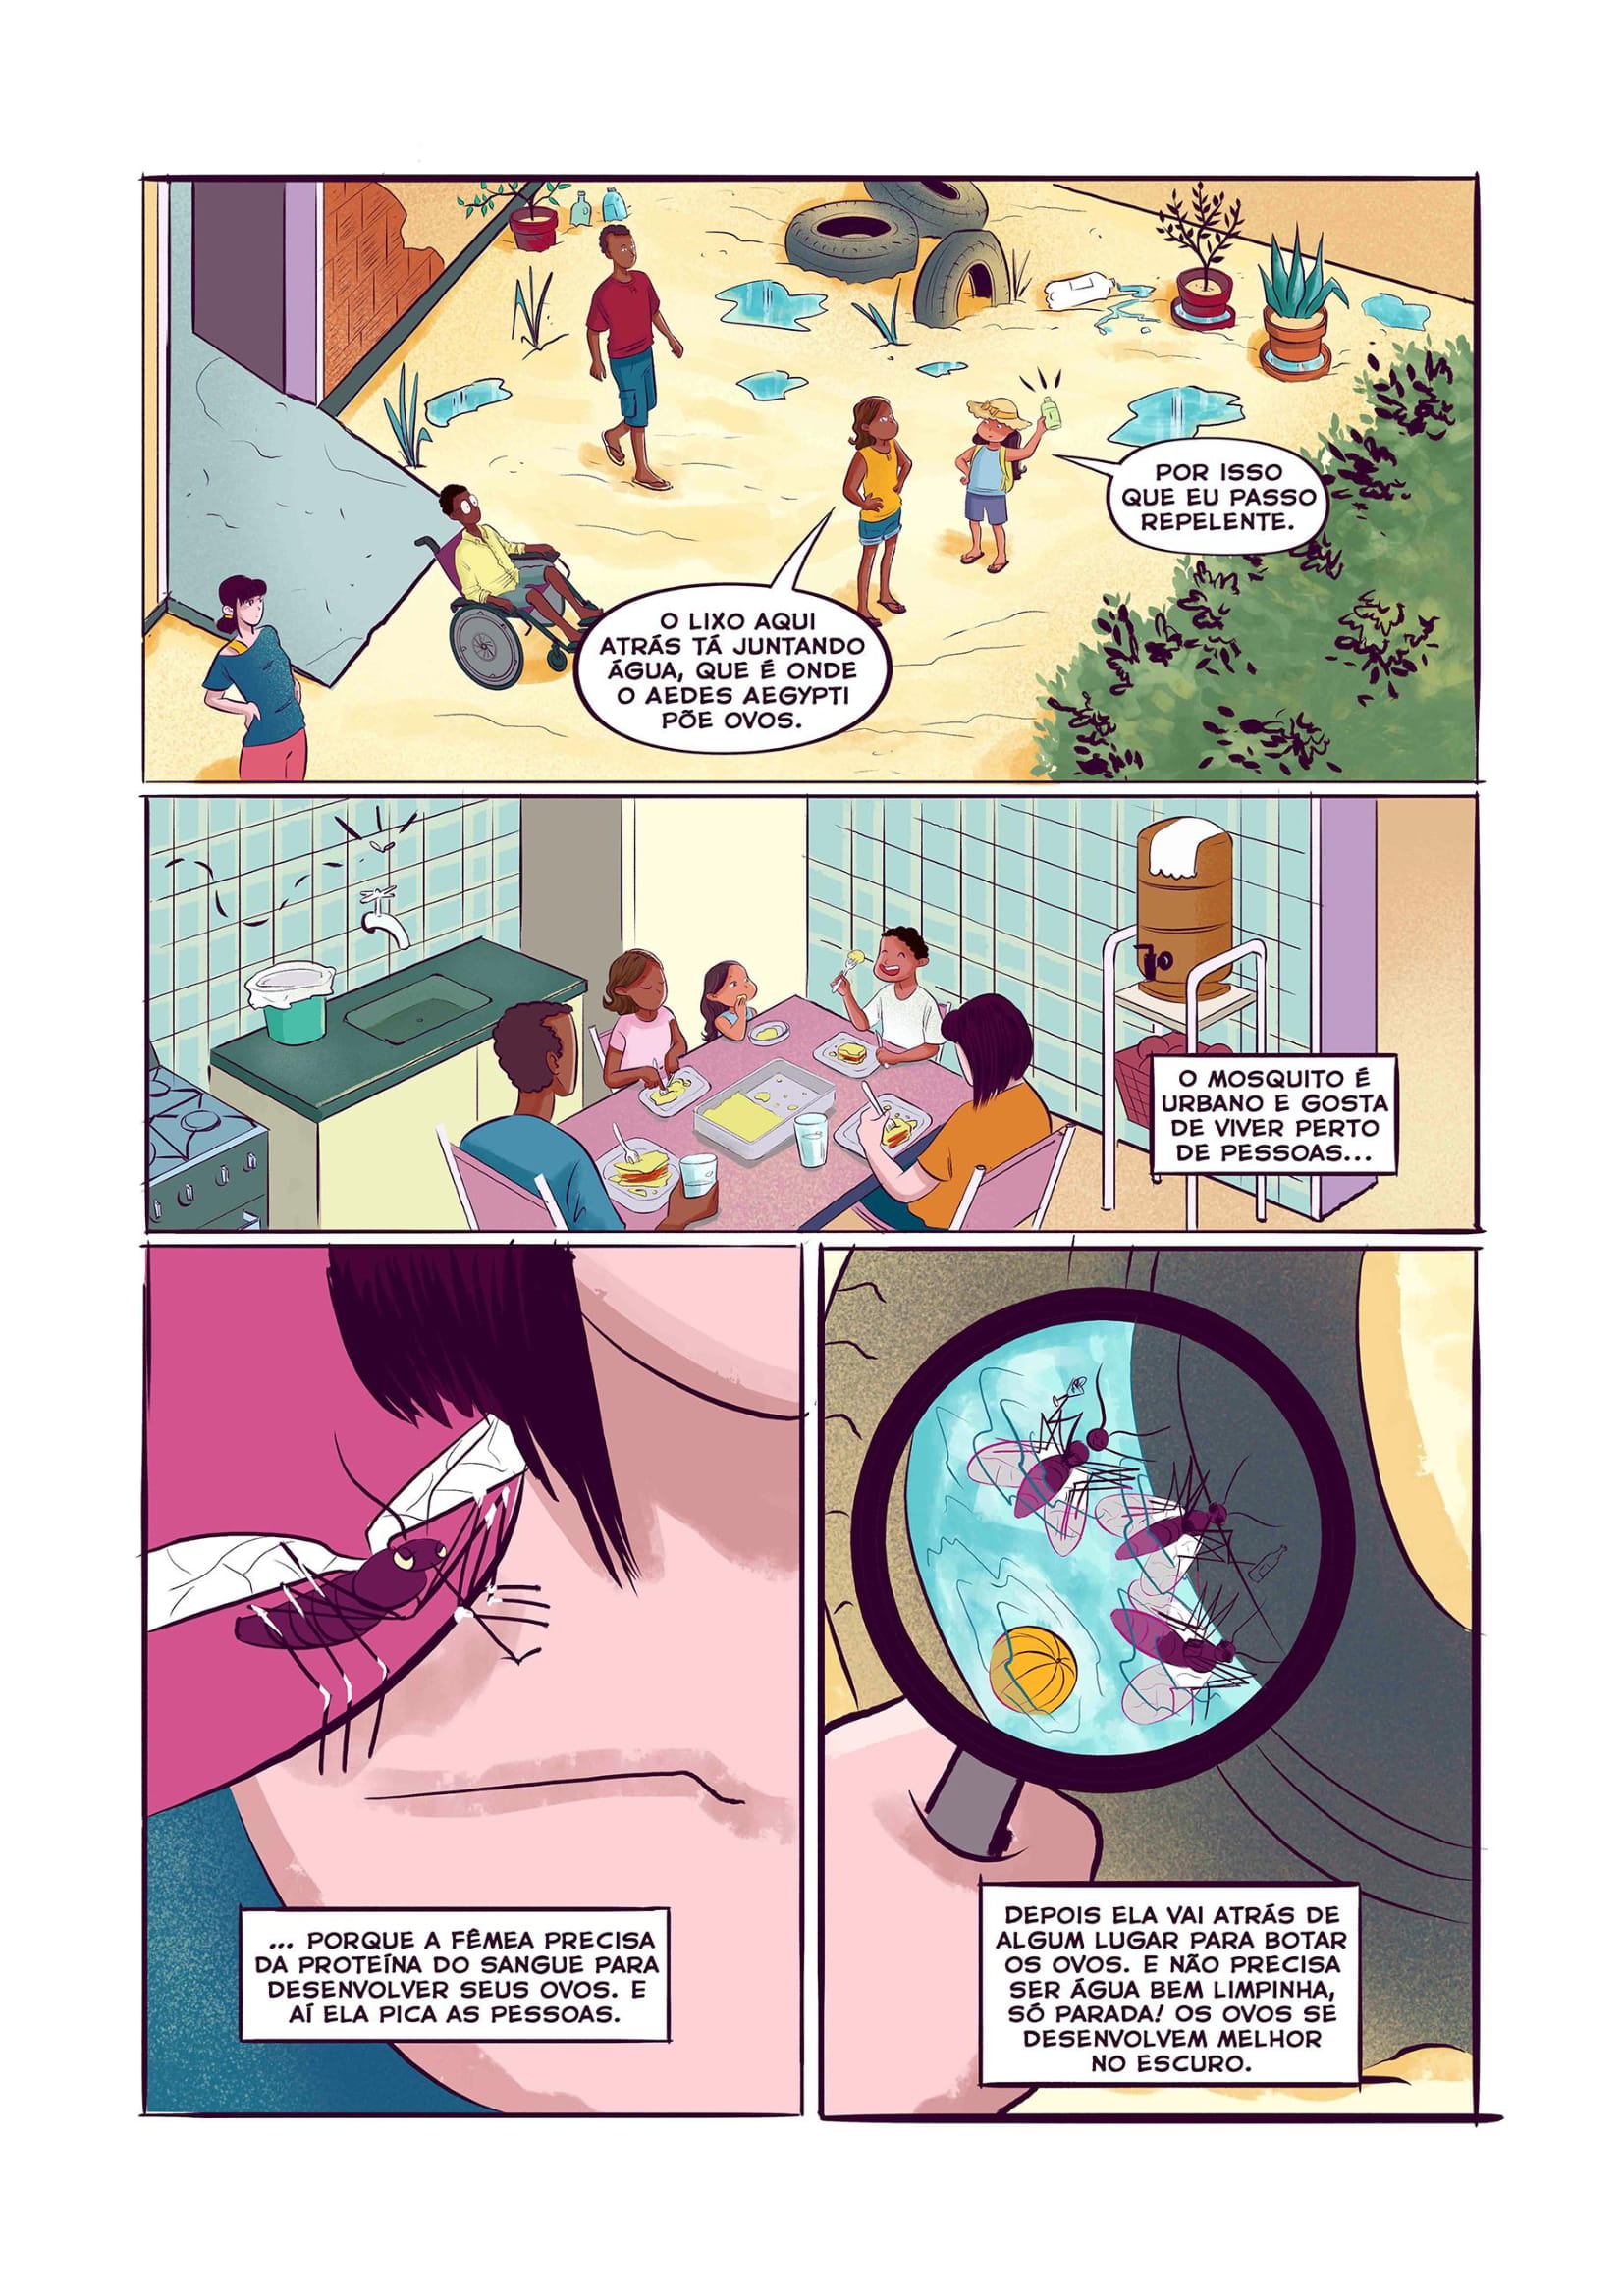 POR ISSO
QUE EU PASSO
REPELENTE.
O LIXO AQUI
ATRÁS TÁ JUNTANDO
ÁGUA, QUE É ONDE
O AEDES AEGYPTI
PÕE OVOS.
O MOSQUITO É
URBANO E GOSTA
DE VIVER PERTO
DE PESSOAS...
... PORQUE A FÊMEA PRECISA
DA PROTEÍNA DO SANGUE PARA
DESENVOLVER SEUS OVOS. E
AÍ ELA PICA AS PESSOAS.
DEPOIS ELA VAI ATRÁS DE
ALGUM LUGAR PARA BOTAR
OS OVOS. E NÃO PRECISA
SER ÁGUA BEM LIMPINHA,
SÓ PARADA! OS OVOS SE
DESENVOLVEM MELHOR
NO ESCURO.